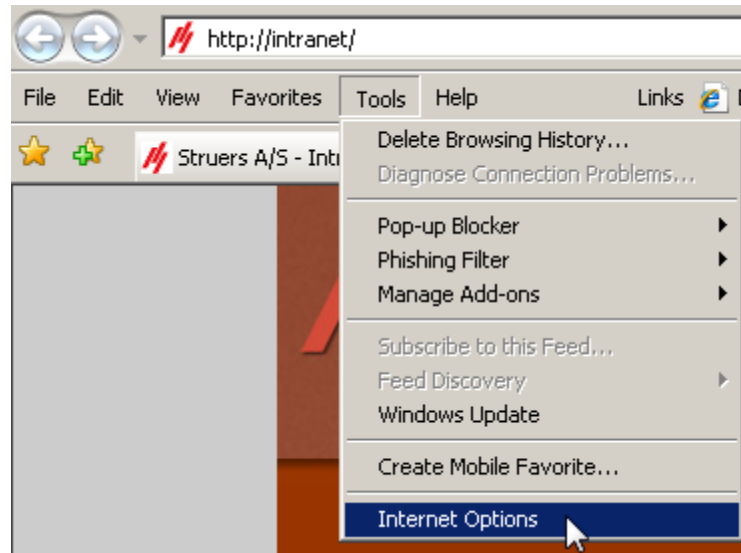 http://intranet/
File Edit View Favorites Tools Help Links
Struers A/S - Int
Delete Browsing History...
Diagnose Connection Problems...
Pop-up Blocker
Phishing Filter
Manage Add-ons
Subscribe to this Feed...
Feed Discovery
Windows Update
Create Mobile Favorite...
Internet Options